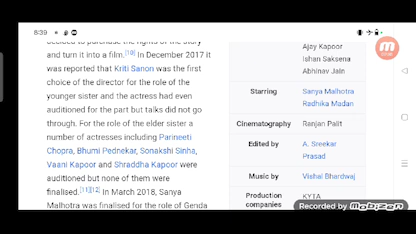 8:39
decided to purchase the rights of the story
and turn it into a film.[10] In December 2017 it
was reported that Kriti Sanon was the first
choice of the director for the role of the
younger sister and the actress had even
auditioned for the part but talks did not go
through. For the role of the elder sister a
number of actresses including Parineeti
Chopra, Bhumi Pednekar, Sonakshi Sinha,
Vaani Kapoor and Shraddha Kapoor were
auditioned but none of them were
finalised.[11][12] In March 2018, Sanya
Malhotra was finalised for the role of Genda
Ajay Kapoor
Ishan Saksena
Abhinav Jain
Starring Sanya Malhotra
Radhika Madan
Cinematography Ranjan Palit
Edited by A. Sreekar
Prasad
Music by Vishal Bhardwaj
Production KYTA
companies
Recorded by Mobizen